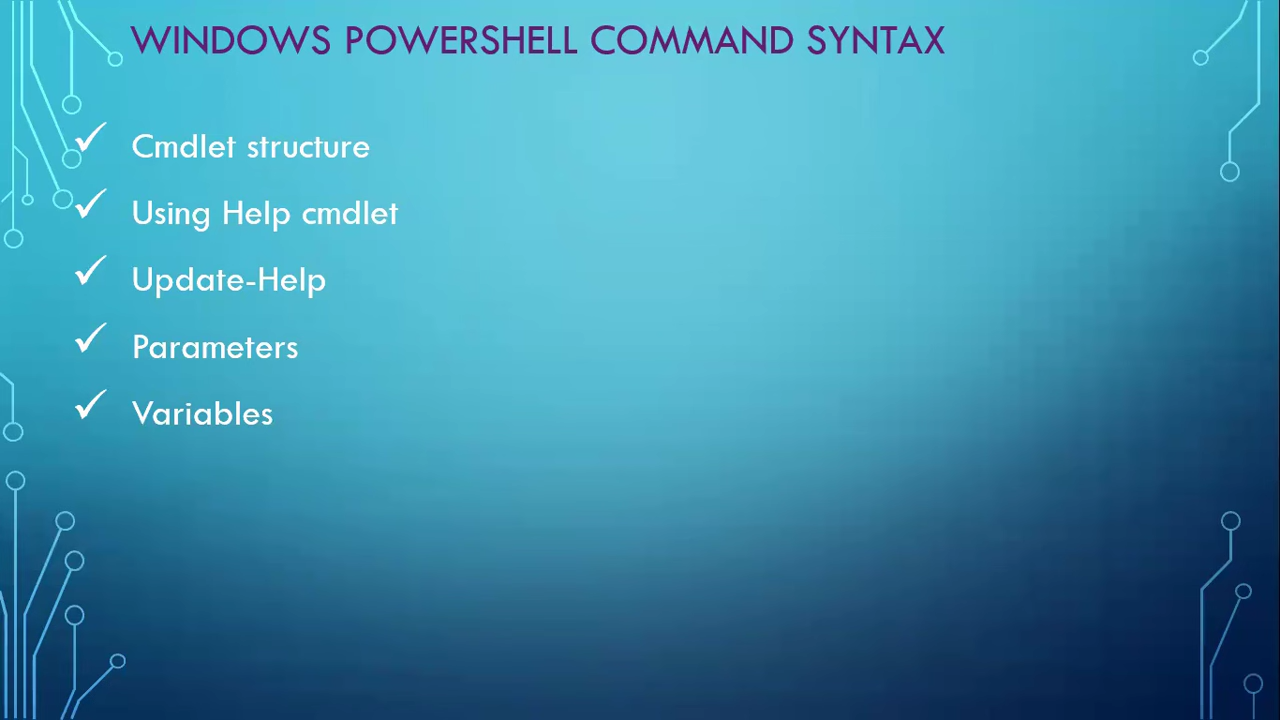 WINDOWS POWERSHELL COMMAND SYNTAX
✓ Cmdlet structure
✓ Using Help cmdlet
✓ Update-Help
✓ Parameters
✓ Variables